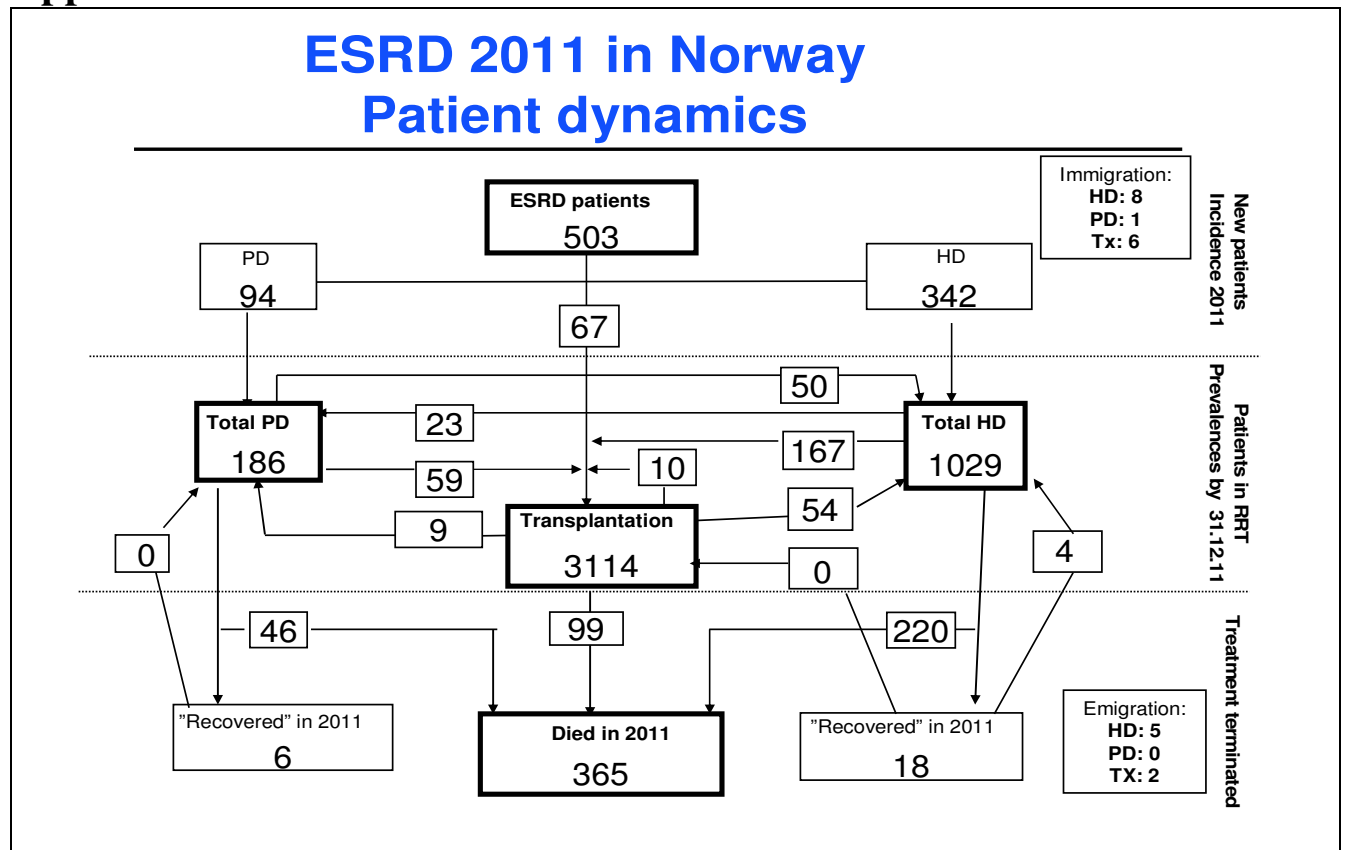 ESRD 2011 in Norway
Patient dynamics
Immigration:
HD: 8
PD: 1
Tx: 6
New patients
Incidence 2011
ESRD patients
503
PD
94
HD
342
67
Patients in RRT
Prevalences by 31.12.11
50
Total PD
186
23
Total HD
1029
167
10
59
54
Transplantation
3114
9
0
0
4
Treatment terminated
46
99
220
"Recovered" in 2011
6
Died in 2011
365
"Recovered" in 2011
18
Emigration:
HD: 5
PD: 0
TX: 2